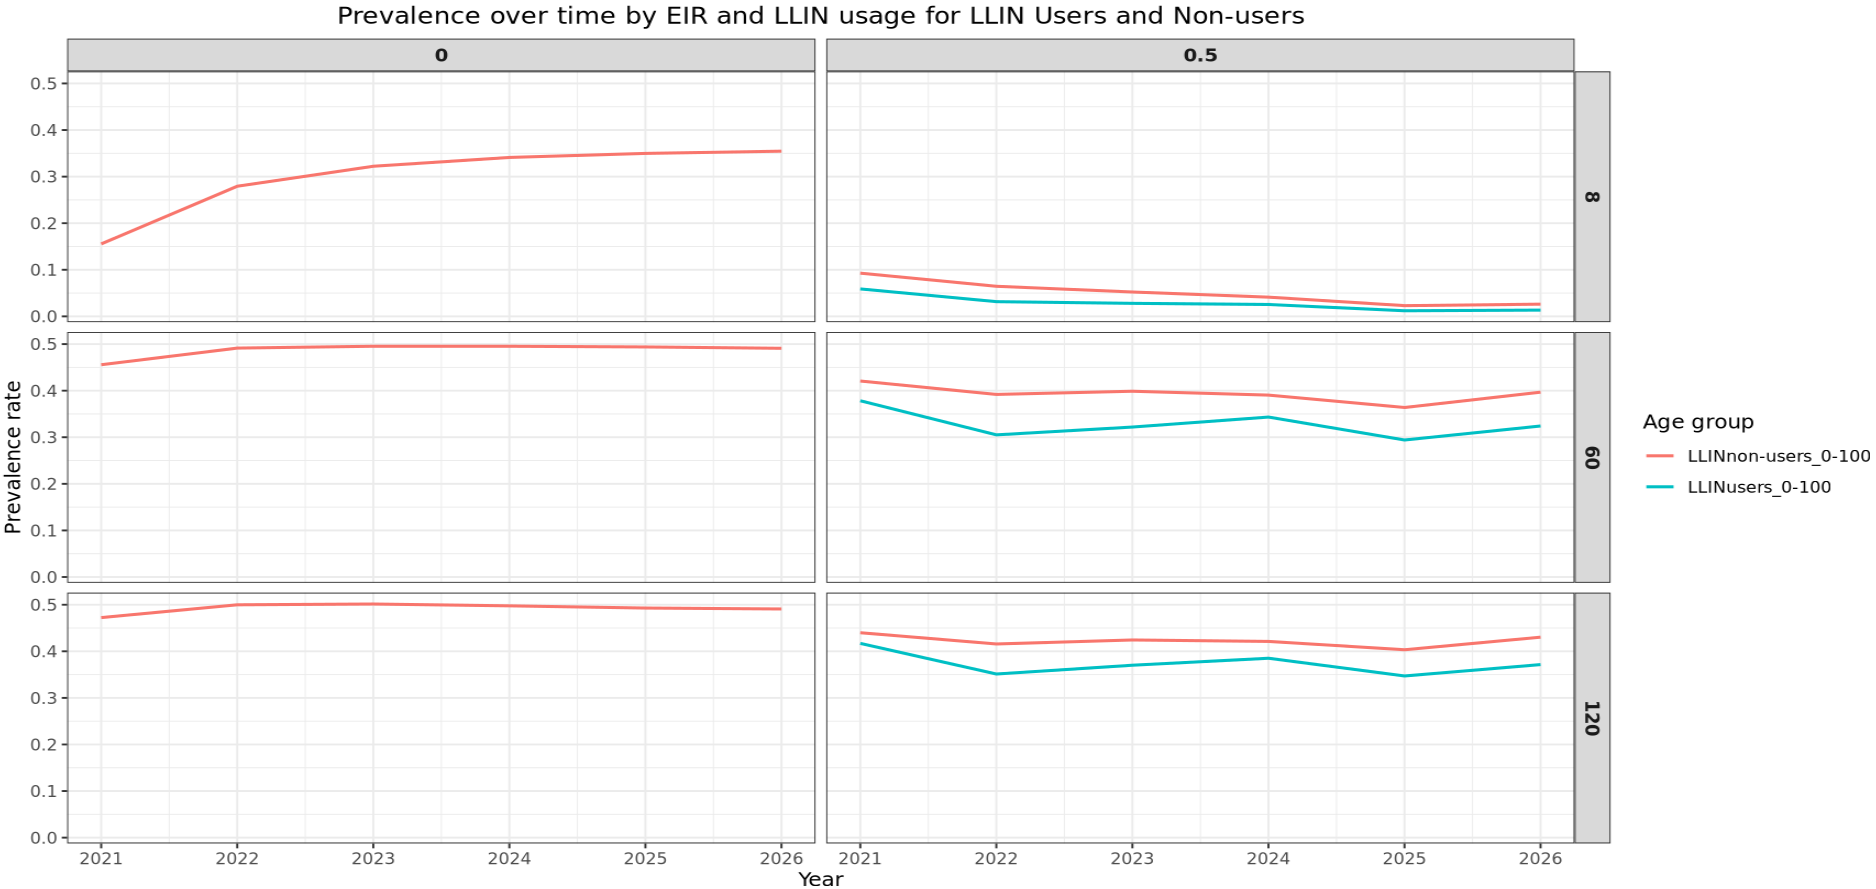 Prevalence over time by EIR and LLIN usage for LLIN Users and Non-users
0
0.5
0.5
0.4
0.3
0.2
0.1
0.0
8
0.5
0.4
0.3
0.2
0.1
0.0
60
0.5
0.4
0.3
0.2
0.1
0.0
120
Prevalence rate
2021 2022 2023 2024 2025 2026
2021 2022 2023 2024 2025 2026
Year
Age group
LLINnon-users_0-100
LLINusers_0-100